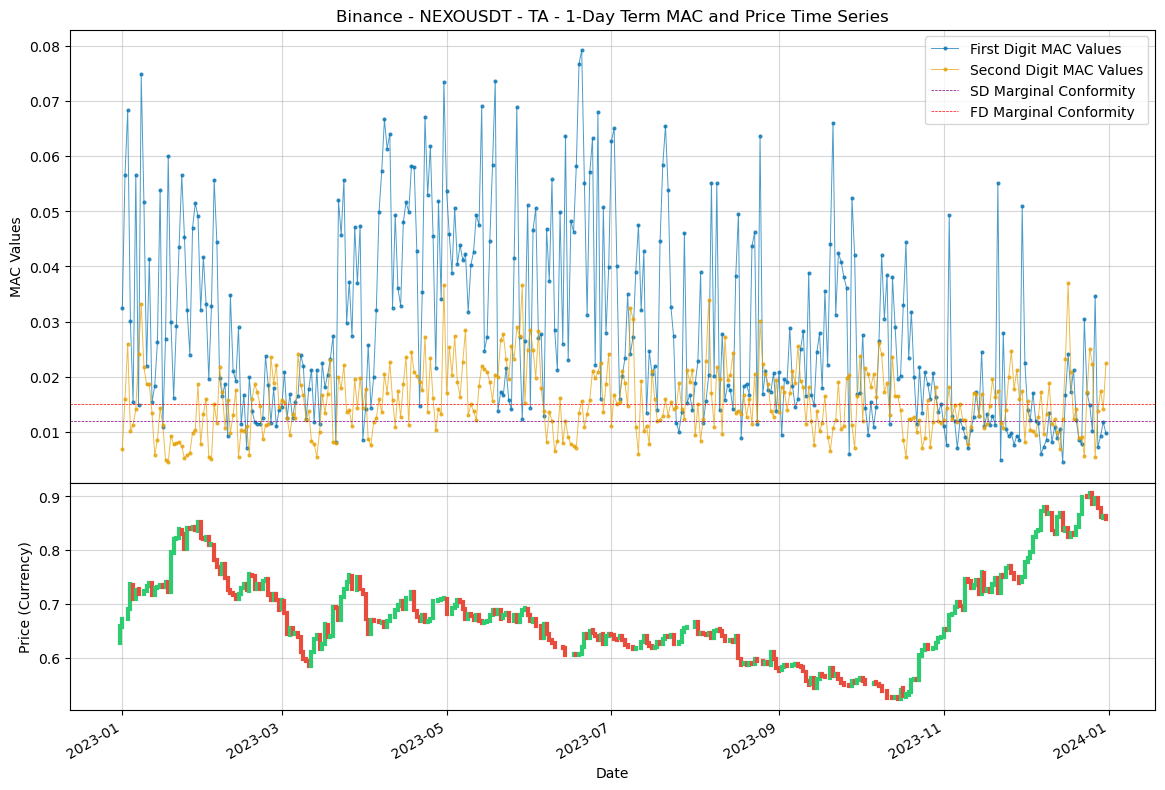 Binance - NEXOUSDT - TA - 1-Day Term MAC and Price Time Series
First Digit MAC Values
Second Digit MAC Values
SD Marginal Conformity
FD Marginal Conformity
MAC Values
0.08
0.07
0.06
0.05
0.04
0.03
0.02
0.01
Price (Currency)
0.9
0.8
0.7
0.6
2023-01
2023-03
2023-05
2023-07
2023-09
2023-11
2024-01
Date